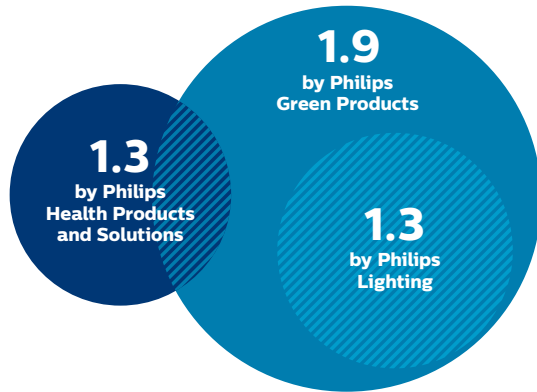 1.9
by Philips
Green Products
1.3
by Philips
Health Products
and Solutions
1.3
by Philips
Lighting